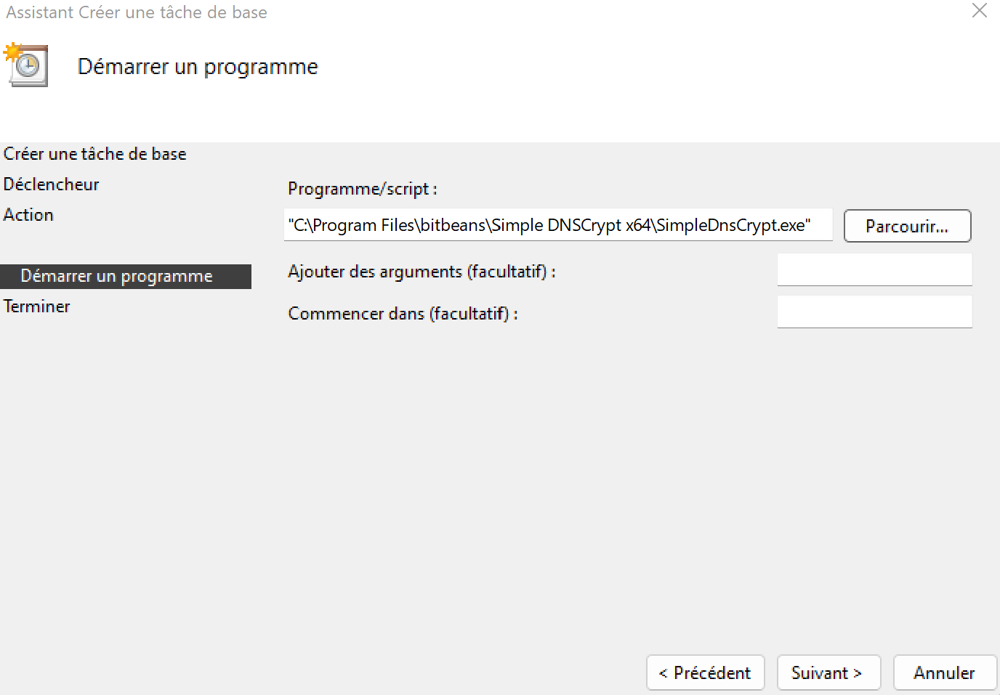 Assistant Créer une tâche de base
Démarrer un programme
Créer une tâche de base
Déclencheur
Action
Démarrer un programme
Terminer
Programme/script :
"C:\Program Files\bitbeans\Simple DNSCrypt x64\SimpleDnsCrypt.exe"
Parcourir...
Ajouter des arguments (facultatif) :
Commencer dans (facultatif) :
< Précédent
Suivant >
Annuler